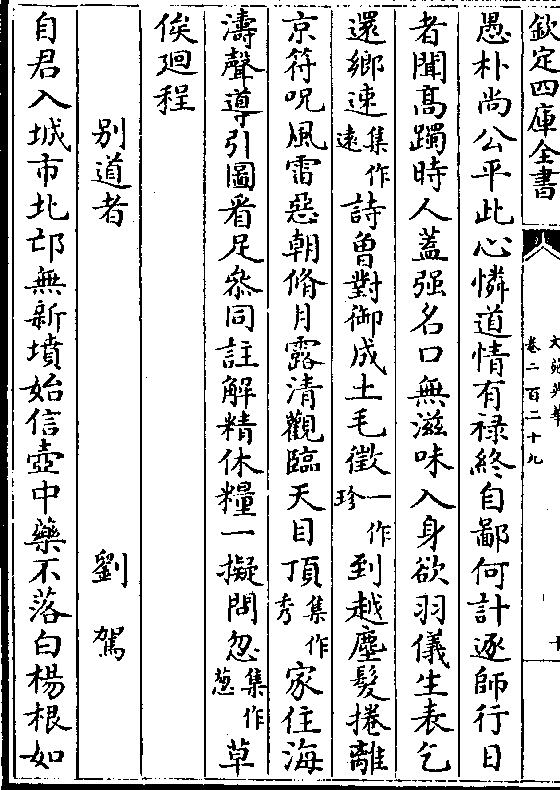 欽定四庫全書
文苑英華
卷二百二十九
十
愚朴尚公平此心憐道情有祿終自鄙何計逐師行日
者聞髙躅時人蓋强名口無滋味入身欲羽儀生表乞
還鄉速集作遠詩曽對御成土毛徵一作珍到越塵髮捲離
京符呪風雷惡朝脩月露清觀臨天目頂集作秀家住海
濤聲導引圖看足叅同註解精休糧一擬問忽集作葱草
俟廻程
别道者 劉駕
自君入城市北邙無新墳始信壺中藥不落白楊根如